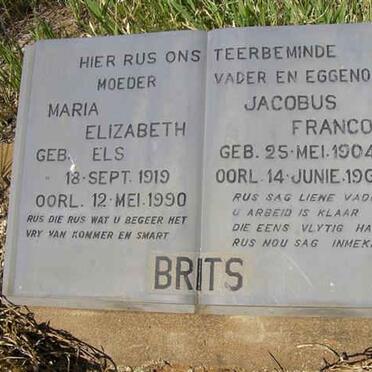 HIER RUS ONS TEERBEMINDE
MOEDER
MARIA
ELIZABETH
GEB. ELS
" 18·SEPT.1919
OORL. 12·MEI.1990
RUS DIE RUS WAT U BEGEER HET
VRY VAN KOMMER EN SMART
VADER EN EGGENO
JACOBUS
FRANCO
GEB. 25·MEI.1904
OORL. 14·JUNIE.19
RUS SAG LIEWE VAD
U ARBEID IS KLAAR
DIE EENS VLYTIG HA
RUS NOU SAG INMEK
BRITS